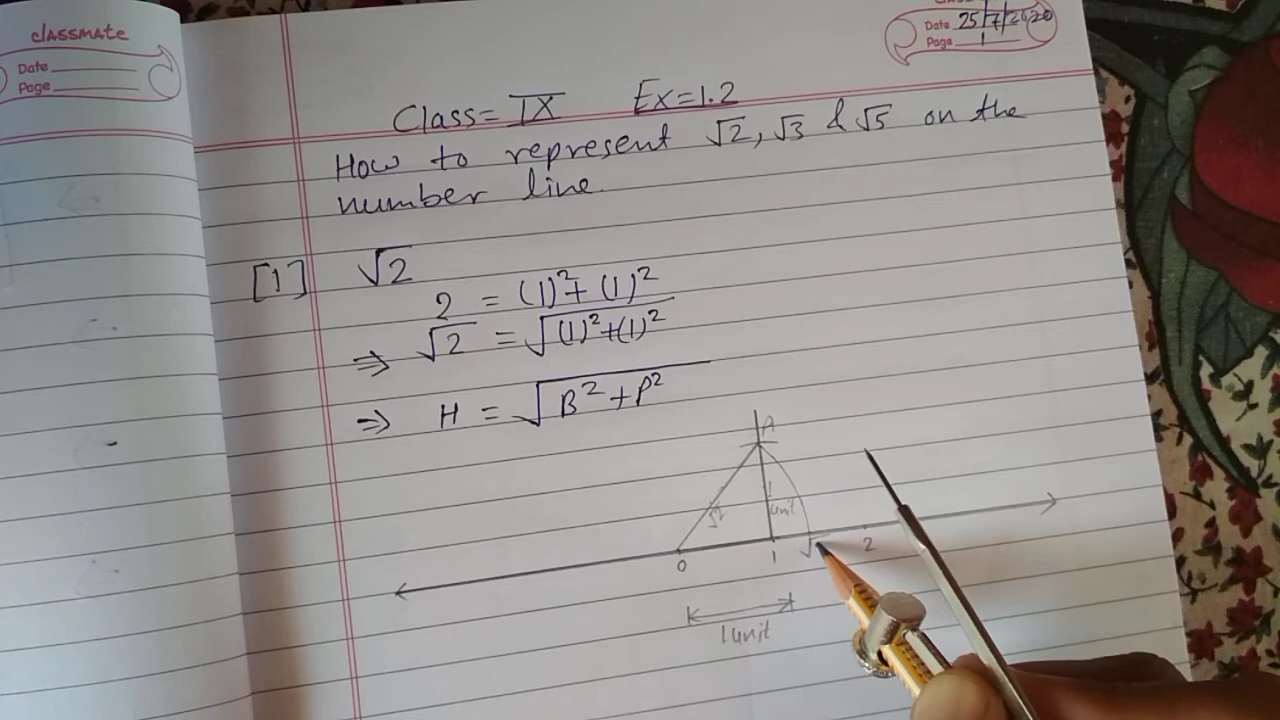 classmate
Date
Page
Date 25/7/2020
Page 1
Class = IX Ex = 1.2
How to represent √2, √3 & √5 on the
number line.
[1] √2
2 = (1)² + (1)²
⇒ √2 = √(1)²+(1)²
⇒ H = √B²+P²
A
√2
1 unit
0 1 √ 2
1 unit